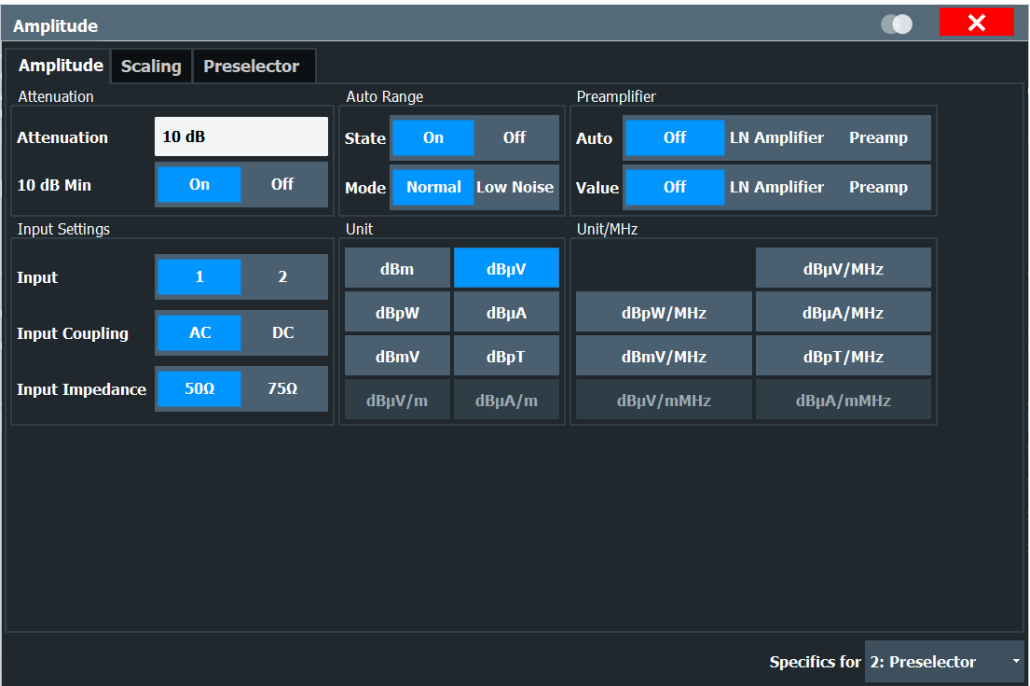 Amplitude
Amplitude Scaling Preselector
Attenuation Auto Range Preamplifier
Attenuation 10 dB State On Off Auto Off LN Amplifier Preamp
10 dB Min On Off Mode Normal Low Noise Value Off LN Amplifier Preamp
Input Settings Unit Unit/MHz
Input 1 2 dBm dBµV dBµV/MHz
dBpW dBµA dBpW/MHz dBµA/MHz
Input Coupling AC DC
dBmV dBpT dBmV/MHz dBpT/MHz
Input Impedance 50Ω 75Ω
dBµV/m dBµA/m dBµV/mMHz dBµA/mMHz
Specifics for 2: Preselector